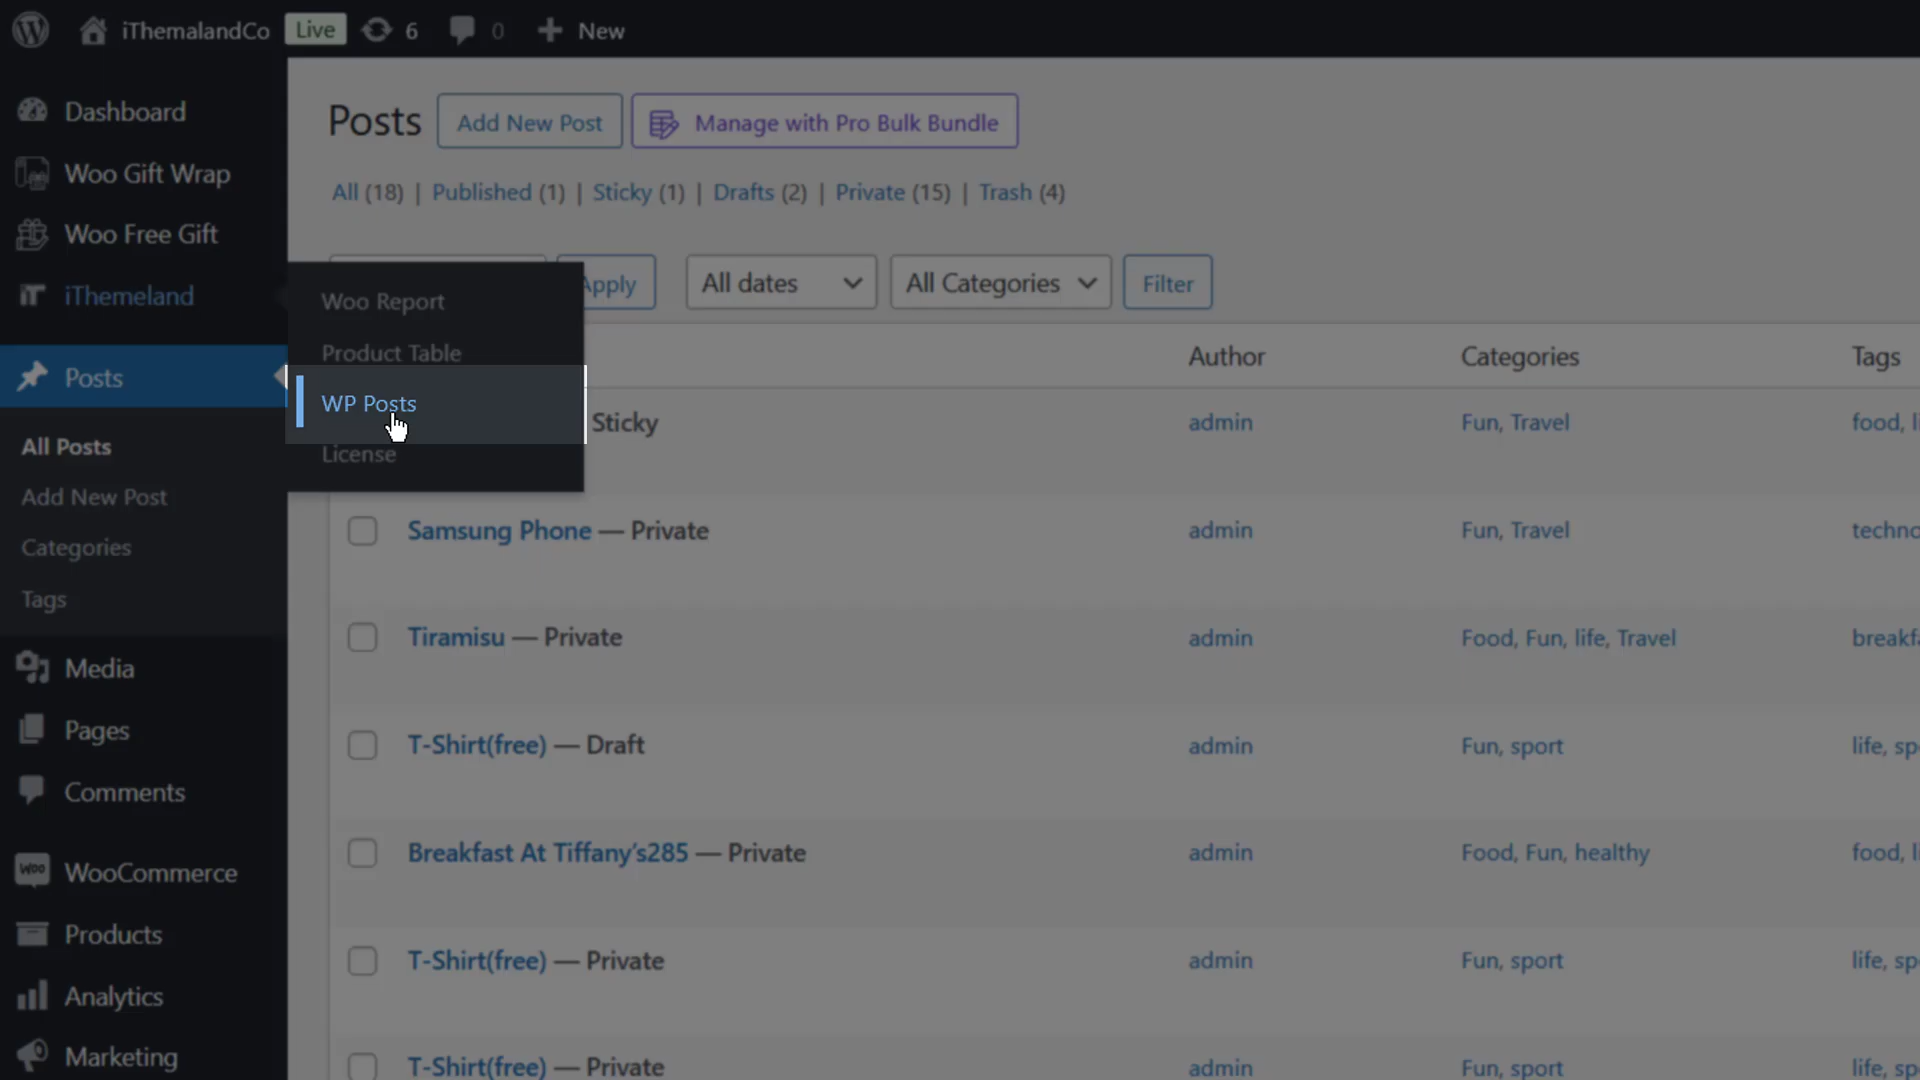 iThemalandCo Live 6 0 New
Dashboard
Woo Gift Wrap
Woo Free Gift
iThemeland
Posts
All Posts
Add New Post
Categories
Tags
Media
Pages
Comments
WooCommerce
Products
Analytics
Marketing
Woo Report
Product Table
WP Posts
License
Posts Add New Post Manage with Pro Bulk Bundle
All (18) | Published (1) | Sticky (1) | Drafts (2) | Private (15) | Trash (4)
Apply All dates All Categories Filter
Author Categories Tags
Sticky admin Fun, Travel food,
Samsung Phone — Private admin Fun, Travel
Tiramisu — Private admin Food, Fun, life, Travel
T-Shirt(free) — Draft admin Fun, sport life,
Breakfast At Tiffany's285 — Private admin Food, Fun, healthy food,
T-Shirt(free) — Private admin Fun, sport life,
T-Shirt(free) — Private admin Fun, sport life,